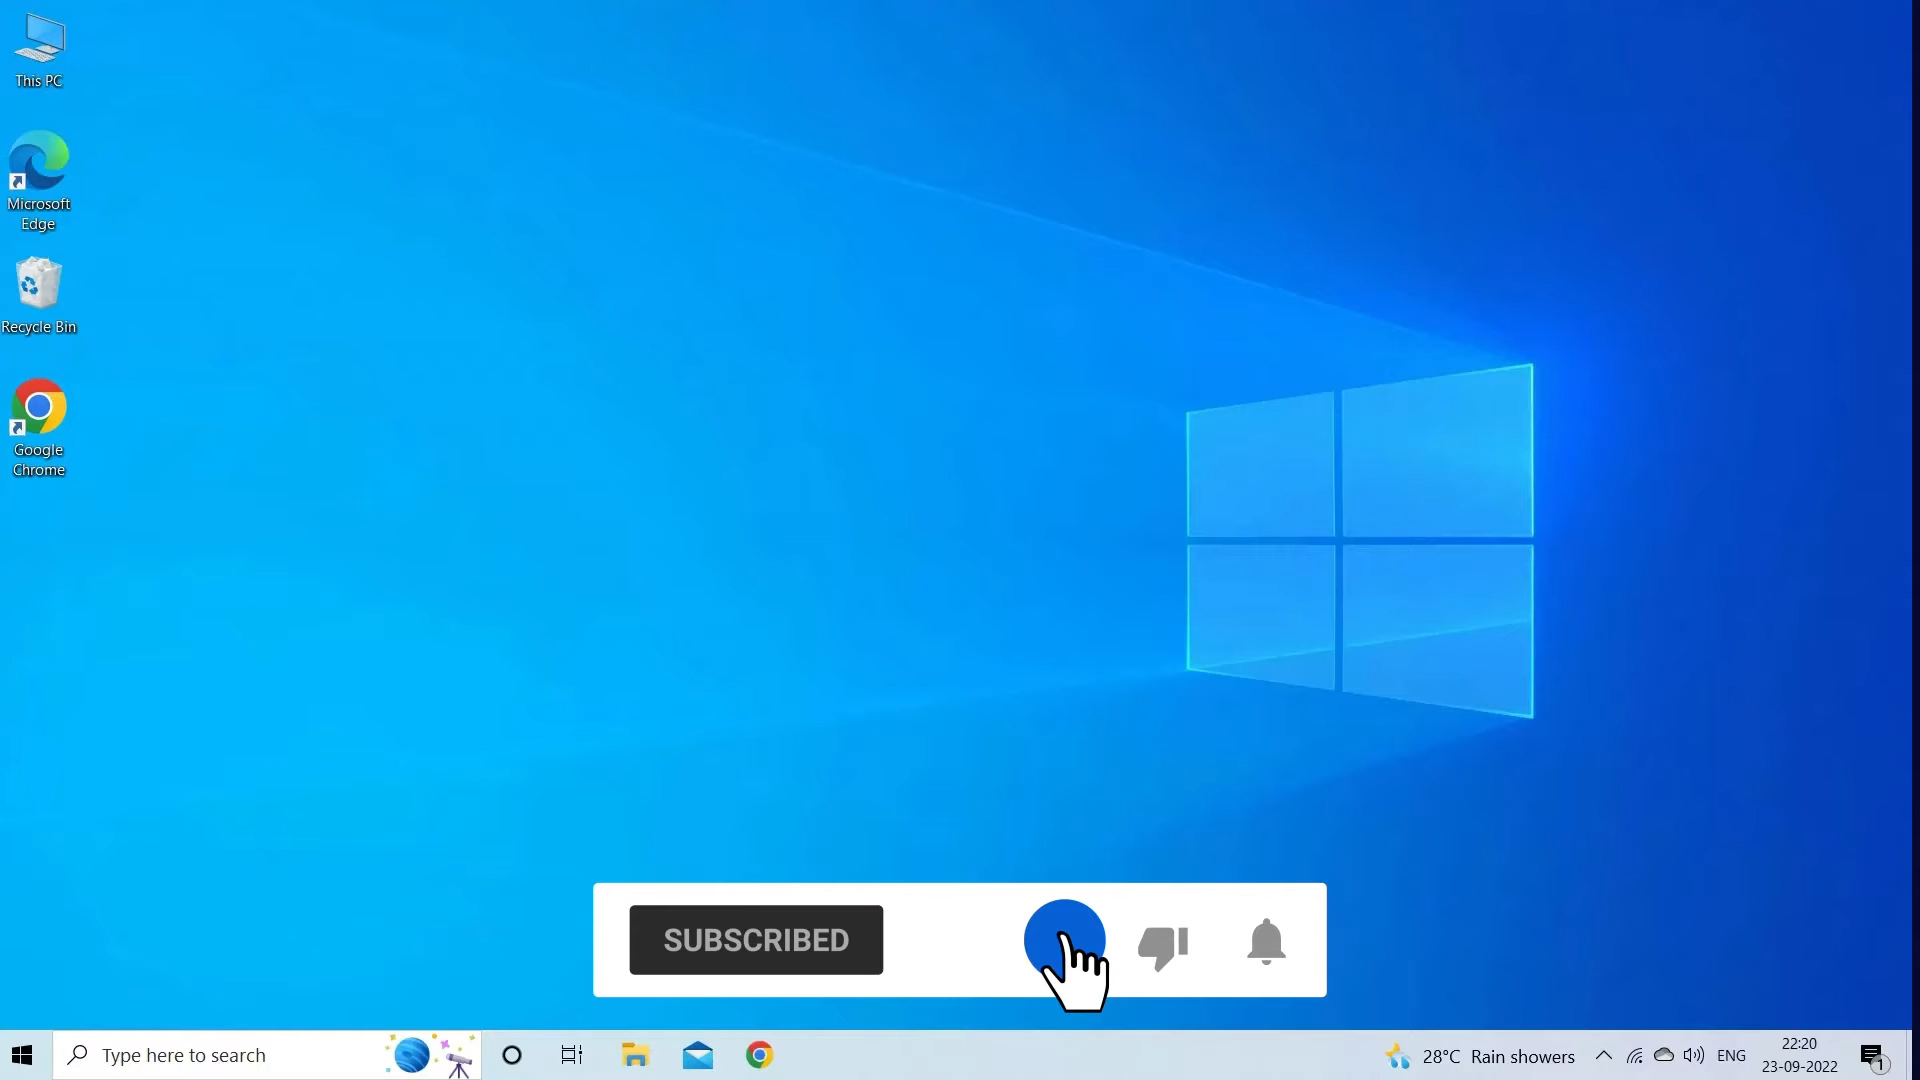 This PC
Microsoft
Edge
Recycle Bin
Google
Chrome
SUBSCRIBED
Type here to search
28°C Rain showers
ENG
22:20
23-09-2022
1